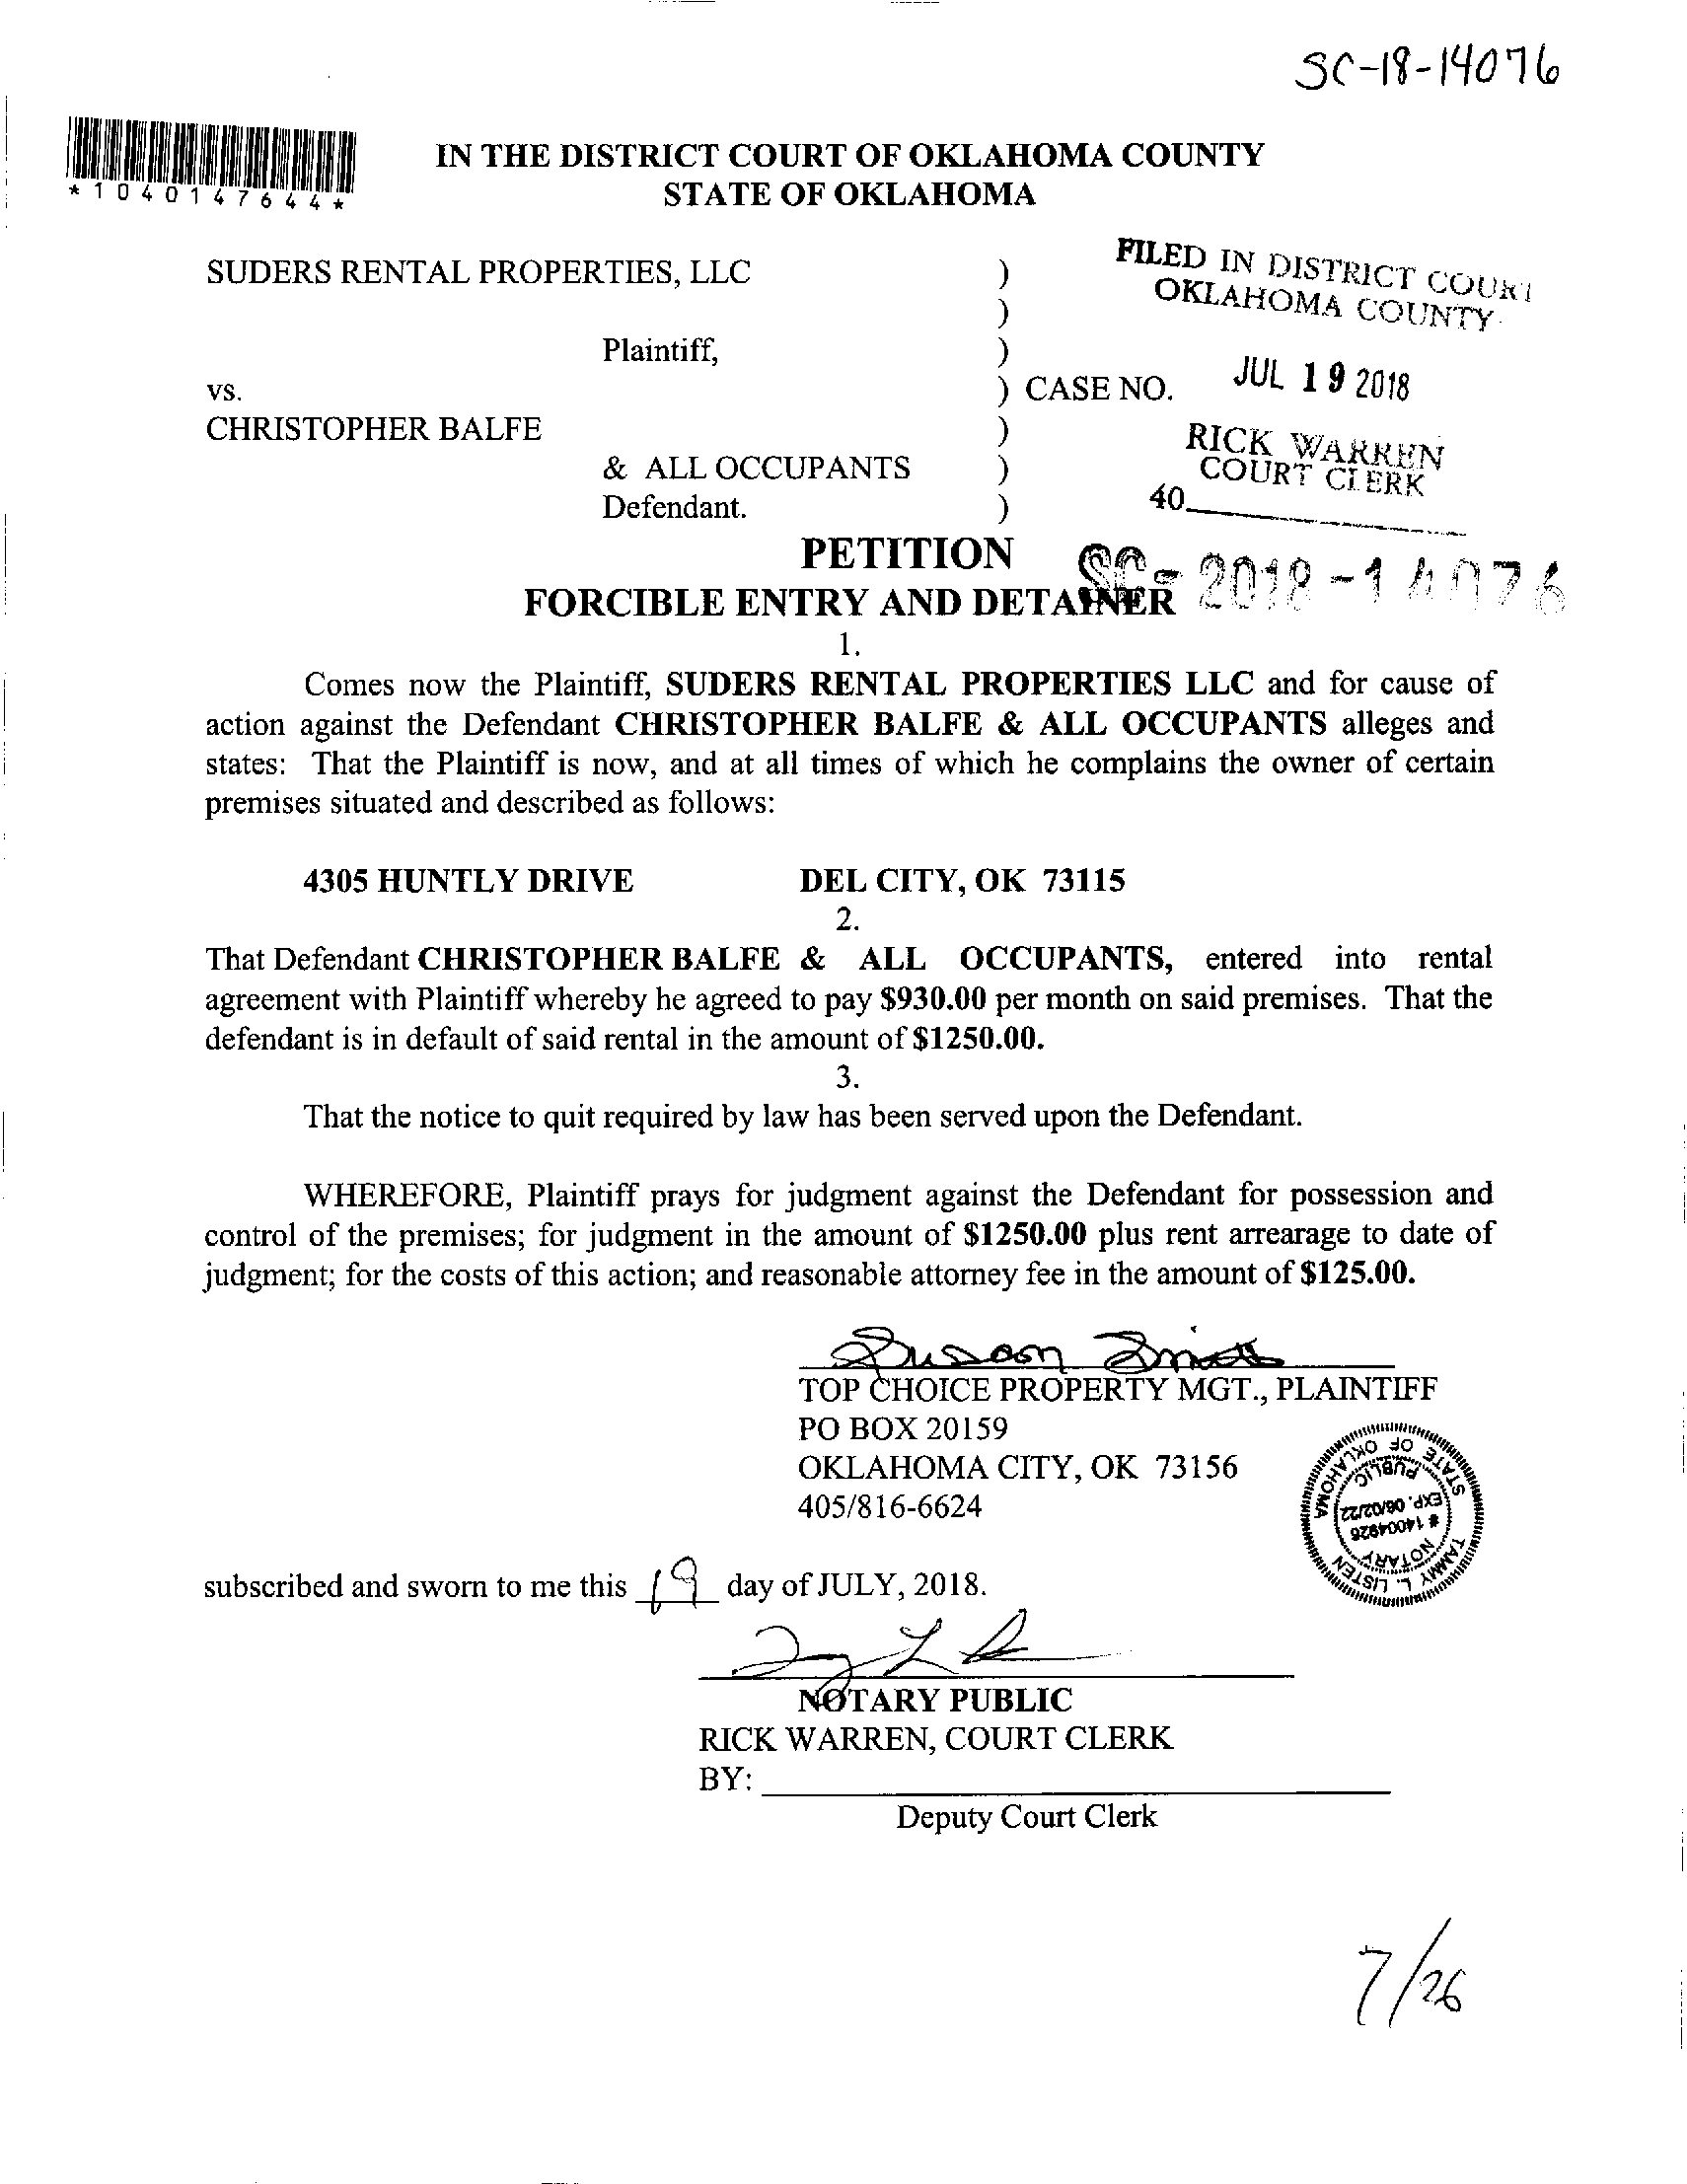 SC-18-14076
*1040147644*
IN THE DISTRICT COURT OF OKLAHOMA COUNTY
STATE OF OKLAHOMA
SUDERS RENTAL PROPERTIES, LLC )
)
Plaintiff, )
vs. ) CASE NO.
CHRISTOPHER BALFE )
& ALL OCCUPANTS )
Defendant. )
FILED IN DISTRICT COURT
OKLAHOMA COUNTY
JUL 19 2018
RICK WARREN
COURT CLERK
40
PETITION
SC-2018-14076
FORCIBLE ENTRY AND DETAINER
1.
Comes now the Plaintiff, SUDERS RENTAL PROPERTIES LLC and for cause of
action against the Defendant CHRISTOPHER BALFE & ALL OCCUPANTS alleges and
states: That the Plaintiff is now, and at all times of which he complains the owner of certain
premises situated and described as follows:
4305 HUNTLY DRIVE DEL CITY, OK 73115
2.
That Defendant CHRISTOPHER BALFE & ALL OCCUPANTS, entered into rental
agreement with Plaintiff whereby he agreed to pay $930.00 per month on said premises. That the
defendant is in default of said rental in the amount of $1250.00.
3.
That the notice to quit required by law has been served upon the Defendant.
WHEREFORE, Plaintiff prays for judgment against the Defendant for possession and
control of the premises; for judgment in the amount of $1250.00 plus rent arrearage to date of
judgment; for the costs of this action; and reasonable attorney fee in the amount of $125.00.
Susan
TOP CHOICE PROPERTY MGT., PLAINTIFF
PO BOX 20159
OKLAHOMA CITY, OK 73156
405/816-6624
TAMMY L. LISTEN
NOTARY
# 14004926
EXP. 06/02/22
PUBLIC
STATE OF OKLAHOMA
subscribed and sworn to me this 19 day of JULY, 2018.
NOTARY PUBLIC
RICK WARREN, COURT CLERK
BY:
Deputy Court Clerk
7/26